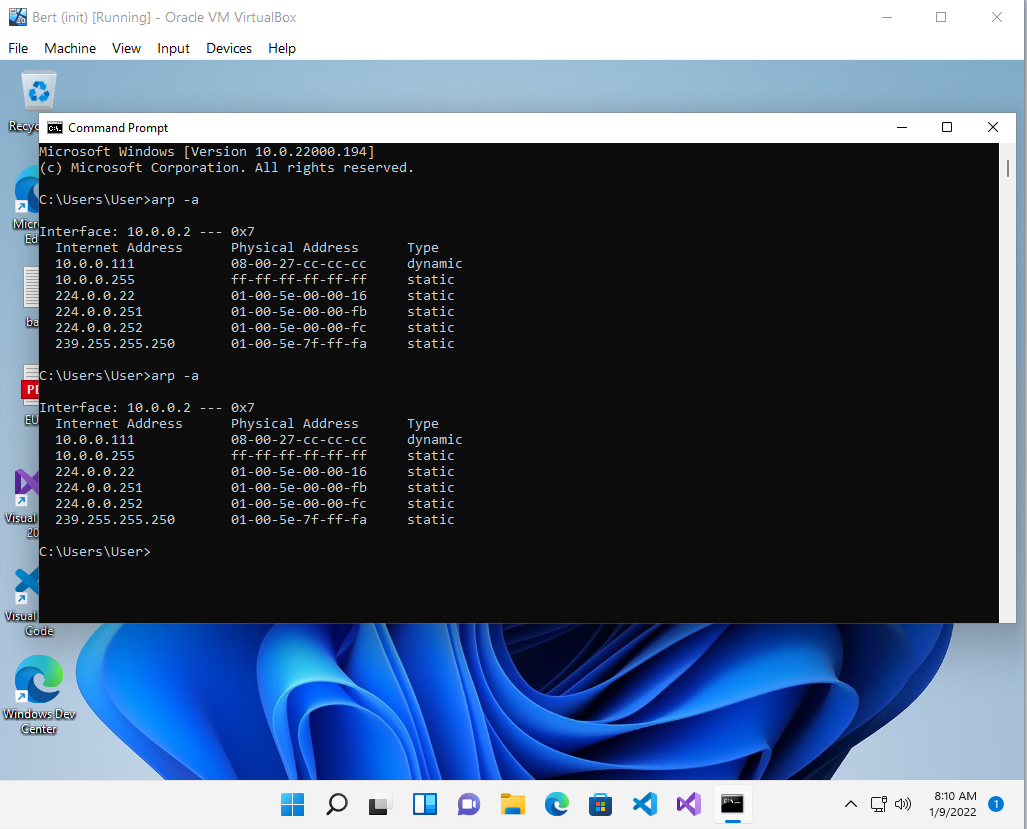 Bert (init) [Running] - Oracle VM VirtualBox
File Machine View Input Devices Help
Command Prompt
Microsoft Windows [Version 10.0.22000.194]
(c) Microsoft Corporation. All rights reserved.
C:\Users\User>arp -a
Interface: 10.0.0.2 --- 0x7
Internet Address Physical Address Type
10.0.0.111 08-00-27-cc-cc-cc dynamic
10.0.0.255 ff-ff-ff-ff-ff-ff static
224.0.0.22 01-00-5e-00-00-16 static
224.0.0.251 01-00-5e-00-00-fb static
224.0.0.252 01-00-5e-00-00-fc static
239.255.255.250 01-00-5e-7f-ff-fa static
C:\Users\User>arp -a
Interface: 10.0.0.2 --- 0x7
Internet Address Physical Address Type
10.0.0.111 08-00-27-cc-cc-cc dynamic
10.0.0.255 ff-ff-ff-ff-ff-ff static
224.0.0.22 01-00-5e-00-00-16 static
224.0.0.251 01-00-5e-00-00-fb static
224.0.0.252 01-00-5e-00-00-fc static
239.255.255.250 01-00-5e-7f-ff-fa static
C:\Users\User>
Recyc
Micr
Ed
ba
EU
Visual
20
Visual
Code
Windows Dev
Center
8:10 AM
1/9/2022
1